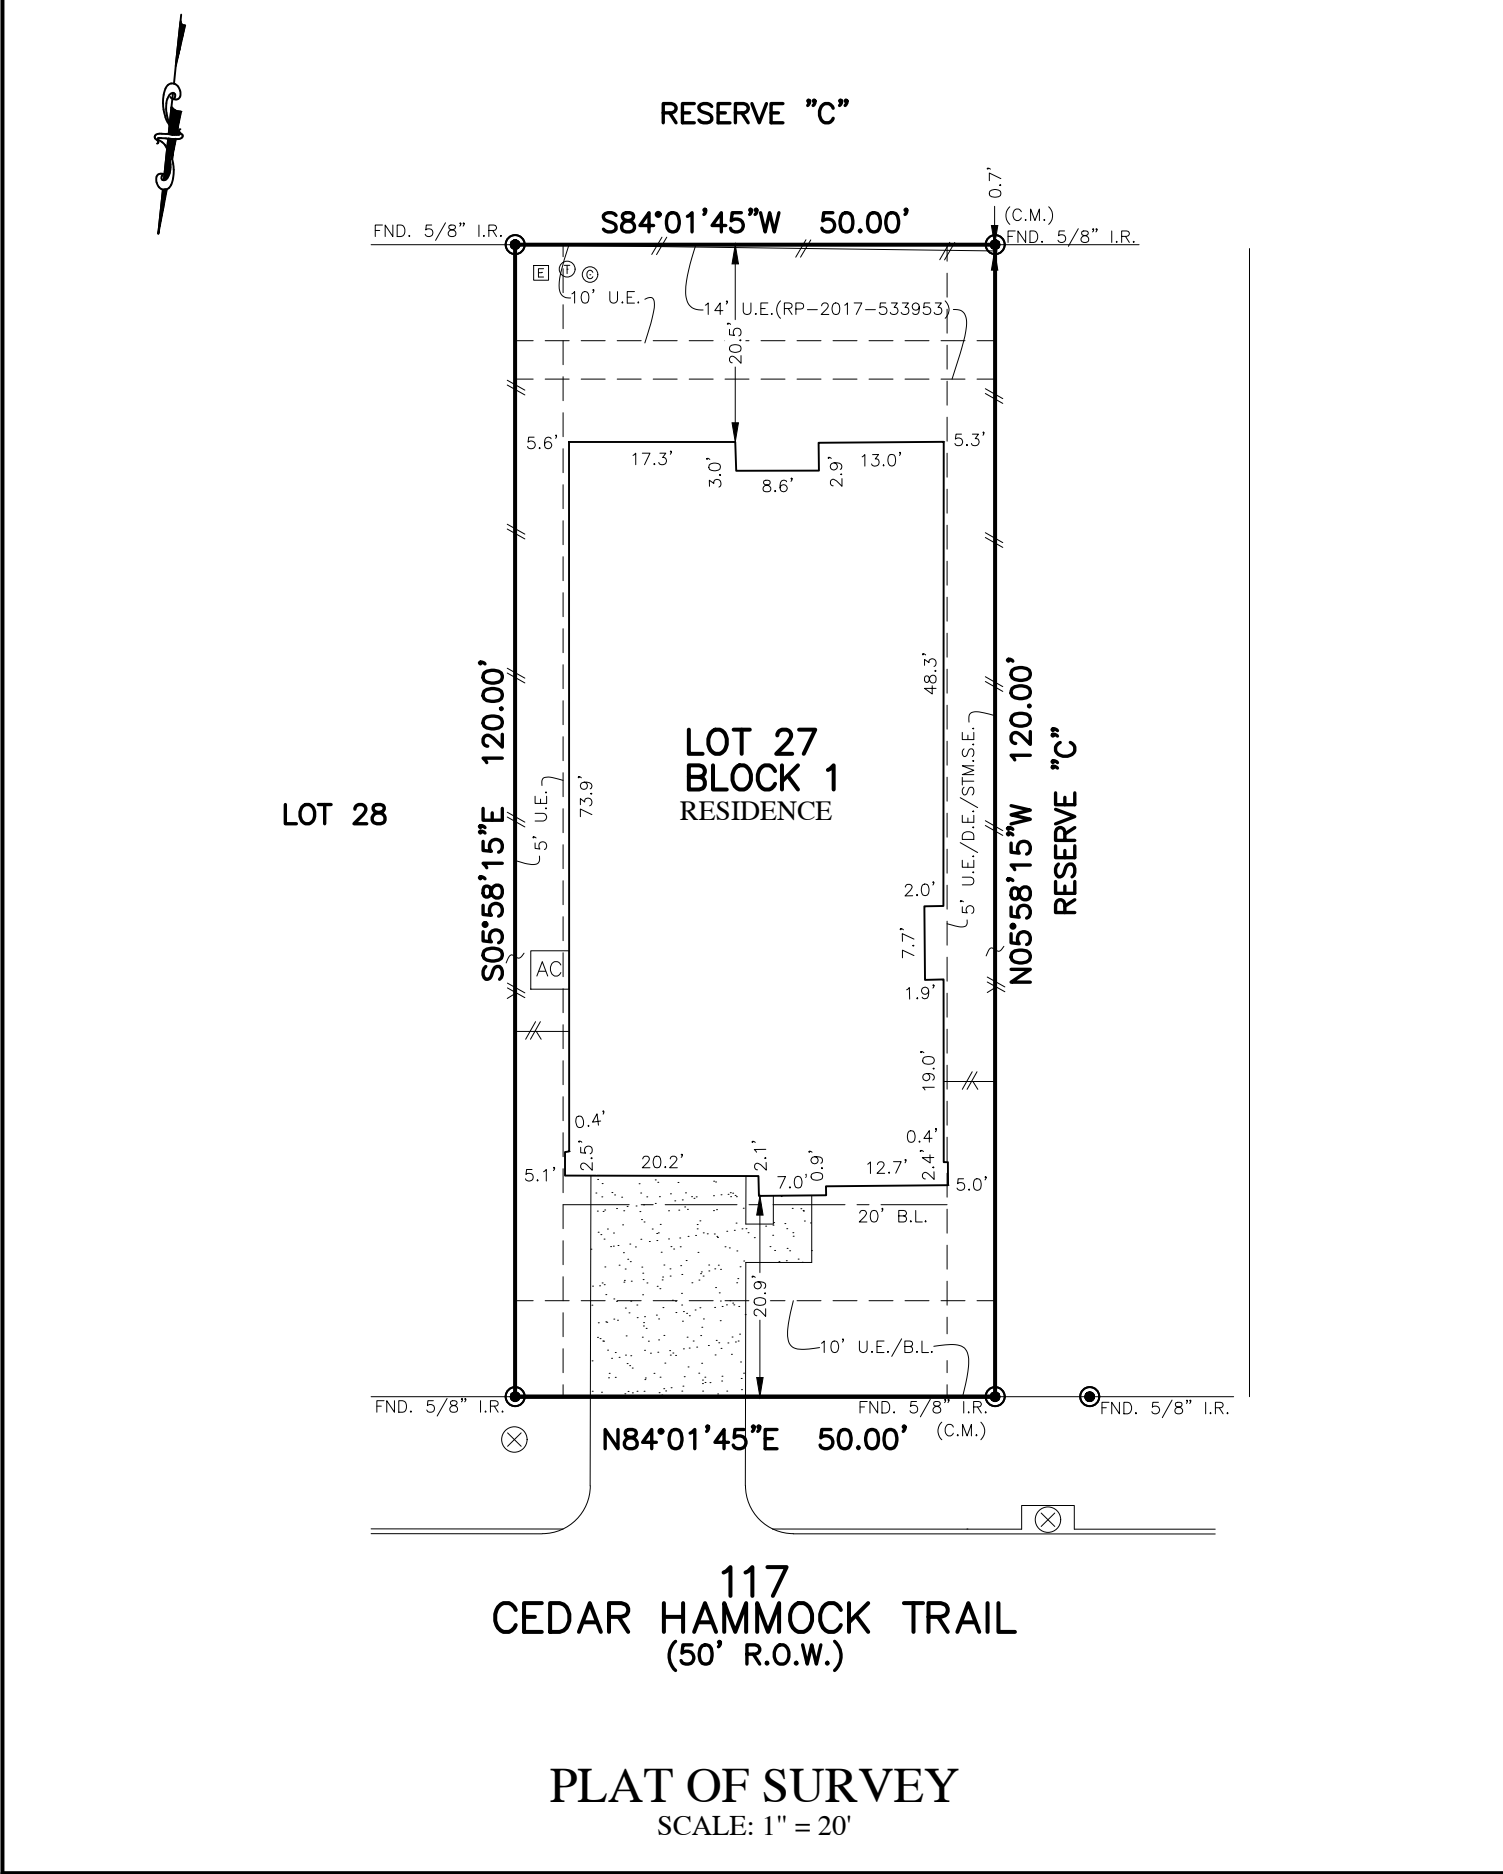 RESERVE "C"
0.7'
S84°01'45"W 50.00'
(C.M.)
FND. 5/8" I.R.
FND. 5/8" I.R.
E T C
10' U.E.
14' U.E.(RP-2017-533953)
20.5'
5.6'
5.3'
17.3'
3.0'
8.6'
2.9'
13.0'
48.3'
S05°58'15"E 120.00'
N05°58'15"W 120.00'
RESERVE "C"
LOT 27
BLOCK 1
RESIDENCE
LOT 28
5' U.E.
73.9'
5' U.E./D.E./STM.S.E.
2.0'
7.7'
1.9'
AC
19.0'
0.4'
0.4'
2.5'
20.2'
2.1'
7.0'
0.9'
12.7'
2.4'
5.1'
5.0'
20' B.L.
20.9'
10' U.E./B.L.
FND. 5/8" I.R.
FND. 5/8" I.R.
FND. 5/8" I.R.
(C.M.)
N84°01'45"E 50.00'
117
CEDAR HAMMOCK TRAIL
(50' R.O.W.)
PLAT OF SURVEY
SCALE: 1" = 20'